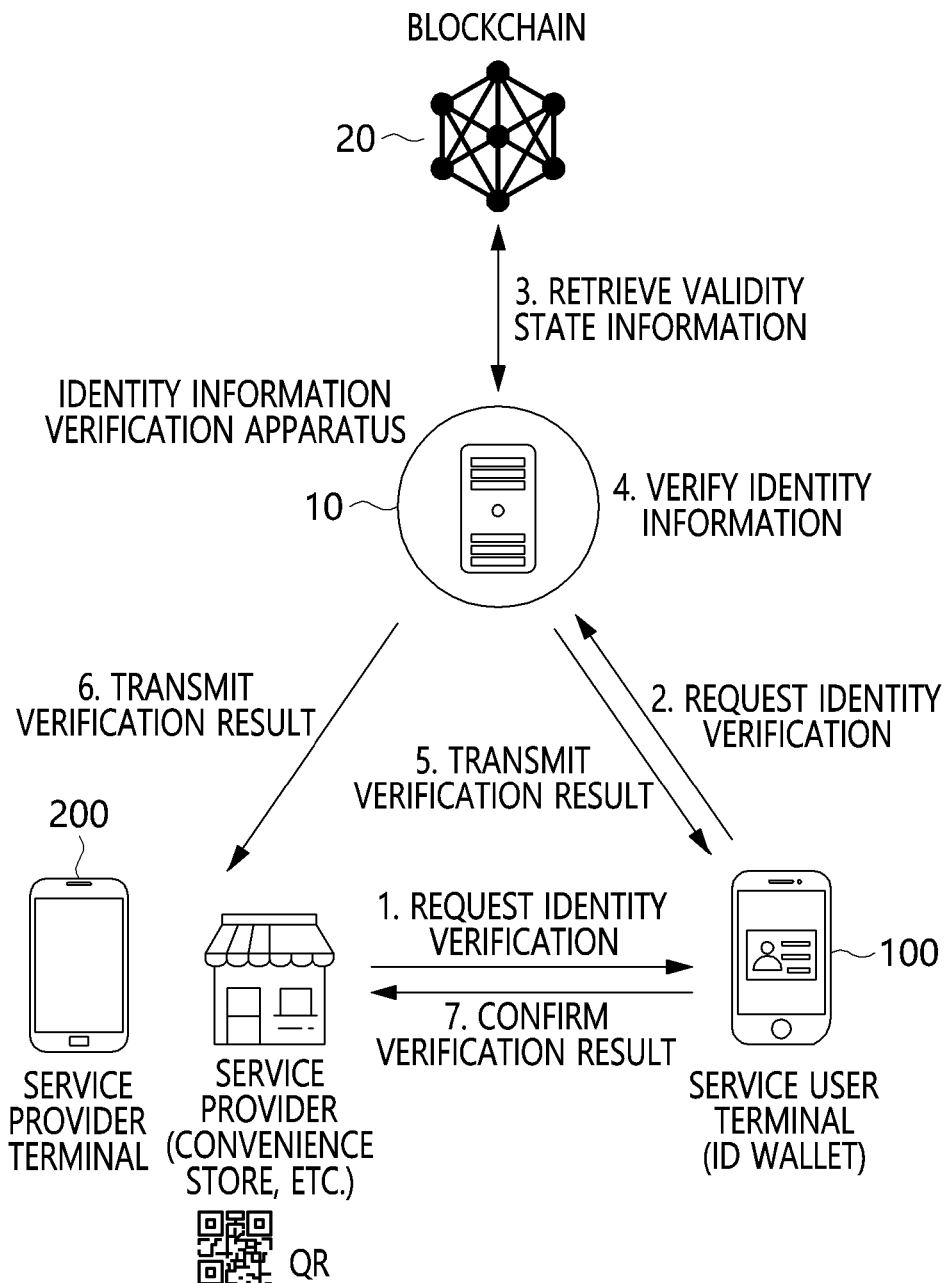 BLOCKCHAIN
20
3. RETRIEVE VALIDITY
STATE INFORMATION
IDENTITY INFORMATION
VERIFICATION APPARATUS
10
4. VERIFY IDENTITY
INFORMATION
6. TRANSMIT
VERIFICATION RESULT
2. REQUEST IDENTITY
VERIFICATION
5. TRANSMIT
VERIFICATION RESULT
200
1. REQUEST IDENTITY
VERIFICATION
100
7. CONFIRM
VERIFICATION RESULT
SERVICE
PROVIDER
TERMINAL
SERVICE
PROVIDER
(CONVENIENCE
STORE, ETC.)
SERVICE USER
TERMINAL
(ID WALLET)
QR